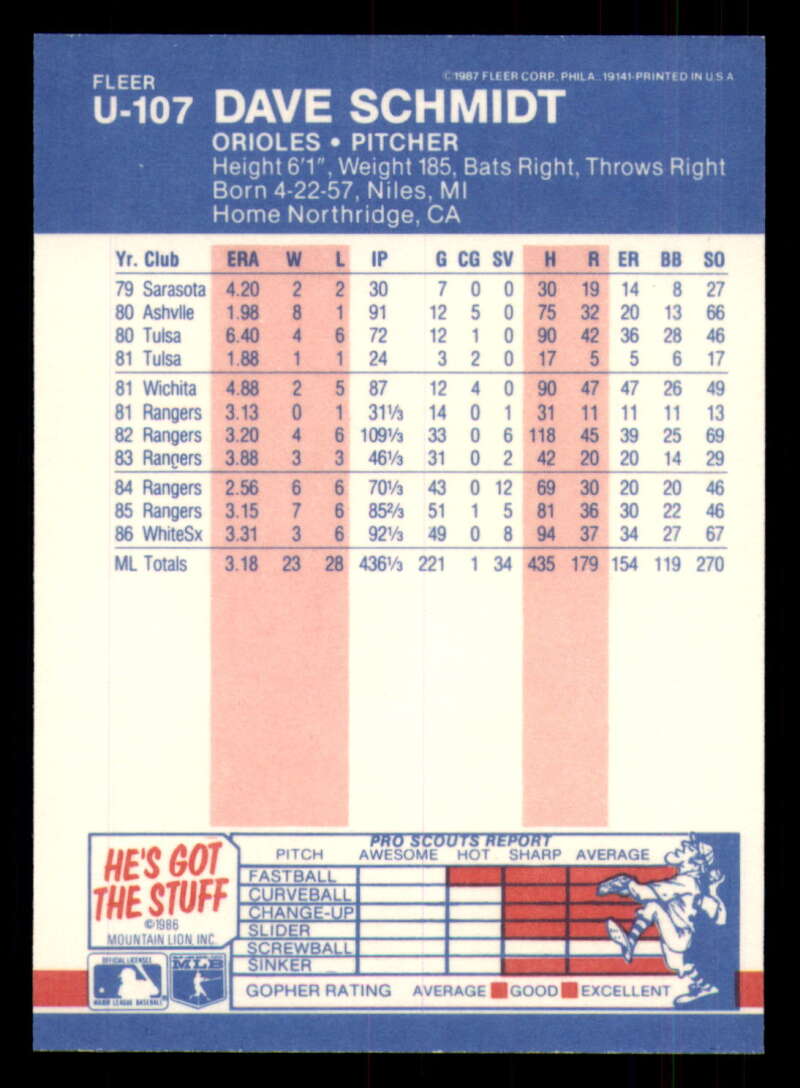 FLEER
©1987 FLEER CORP., PHILA., 19141-PRINTED IN U.S.A
U-107 DAVE SCHMIDT
ORIOLES • PITCHER
Height 6'1", Weight 185, Bats Right, Throws Right
Born 4-22-57, Niles, MI
Home Northridge, CA
Yr. Club ERA W L IP G CG SV H R ER BB SO
79 Sarasota 4.20 2 2 30 7 0 0 30 19 14 8 27
80 Ashvlle 1.98 8 1 91 12 5 0 75 32 20 13 66
80 Tulsa 6.40 4 6 72 12 1 0 90 42 36 28 46
81 Tulsa 1.88 1 1 24 3 2 0 17 5 5 6 17
81 Wichita 4.88 2 5 87 12 4 0 90 47 47 26 49
81 Rangers 3.13 0 1 31⅓ 14 0 1 31 11 11 11 13
82 Rangers 3.20 4 6 109⅓ 33 0 6 118 45 39 25 69
83 Rangers 3.88 3 3 46⅓ 31 0 2 42 20 20 14 29
84 Rangers 2.56 6 6 70⅓ 43 0 12 69 30 20 20 46
85 Rangers 3.15 7 6 85⅔ 51 1 5 81 36 30 22 46
86 WhiteSx 3.31 3 6 92⅓ 49 0 8 94 37 34 27 67
ML Totals 3.18 23 28 436⅓ 221 1 34 435 179 154 119 270
HE'S GOT
THE STUFF
©1986
MOUNTAIN LION, INC.
OFFICIAL LICENSEE
MAJOR LEAGUE BASEBALL
MLB
PRO SCOUTS REPORT
PITCH AWESOME HOT SHARP AVERAGE
FASTBALL
CURVEBALL
CHANGE-UP
SLIDER
SCREWBALL
SINKER
GOPHER RATING AVERAGE GOOD EXCELLENT